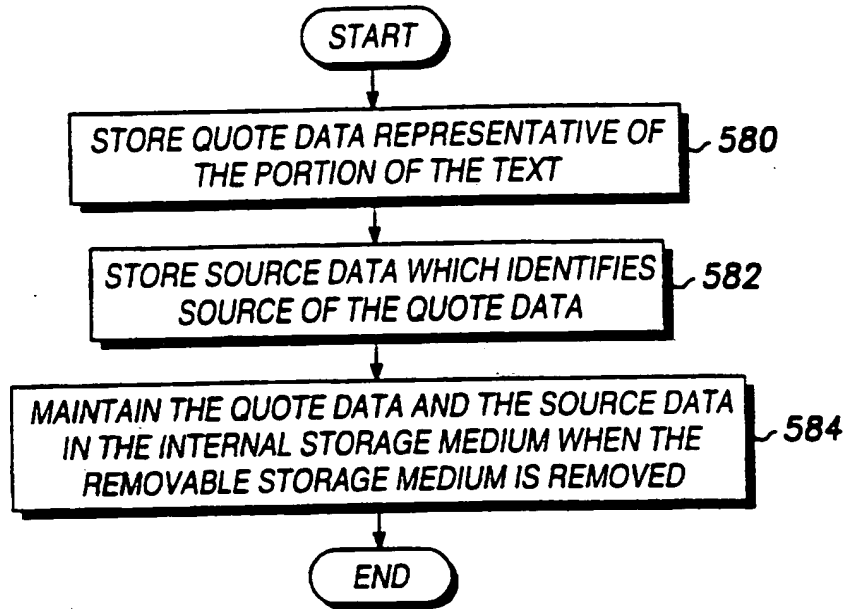 START
STORE QUOTE DATA REPRESENTATIVE OF
THE PORTION OF THE TEXT
580
STORE SOURCE DATA WHICH IDENTIFIES
SOURCE OF THE QUOTE DATA
582
MAINTAIN THE QUOTE DATA AND THE SOURCE DATA
IN THE INTERNAL STORAGE MEDIUM WHEN THE
REMOVABLE STORAGE MEDIUM IS REMOVED
584
END